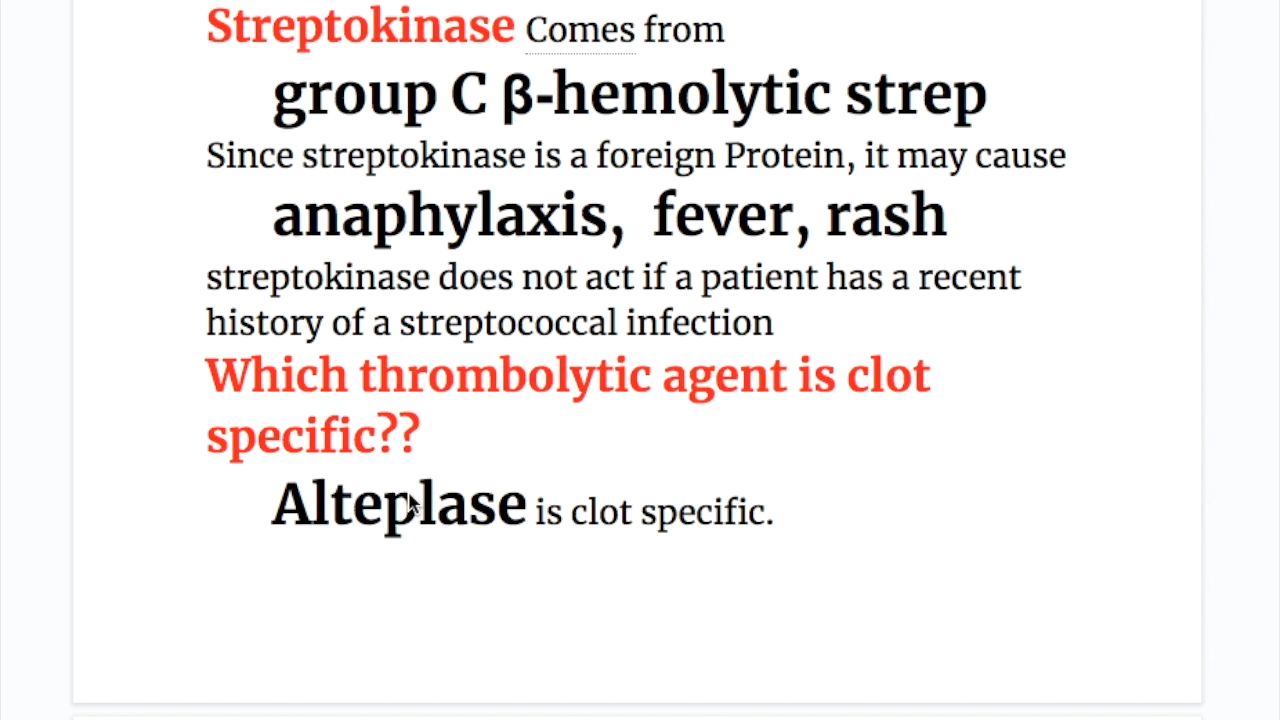 Streptokinase Comes from
group C β-hemolytic strep
Since streptokinase is a foreign Protein, it may cause
anaphylaxis, fever, rash
streptokinase does not act if a patient has a recent
history of a streptococcal infection
Which thrombolytic agent is clot
specific??
Alteplase is clot specific.